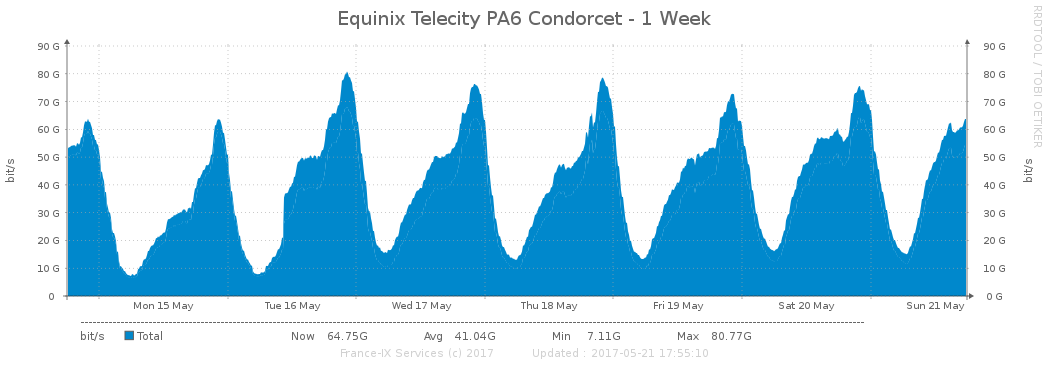 Equinix Telecity PA6 Condorcet - 1 Week
RRDTOOL / TOBI OETIKER
bit/s
90 G 90 G
80 G 80 G
70 G 70 G
60 G 60 G
50 G 50 G
40 G 40 G
30 G 30 G
20 G 20 G
10 G 10 G
0 0 G
bit/s
Mon 15 May Tue 16 May Wed 17 May Thu 18 May Fri 19 May Sat 20 May Sun 21 May
bit/s Total Now 64.75G Avg 41.04G Min 7.11G Max 80.77G
France-IX Services (c) 2017 Updated : 2017-05-21 17:55:10